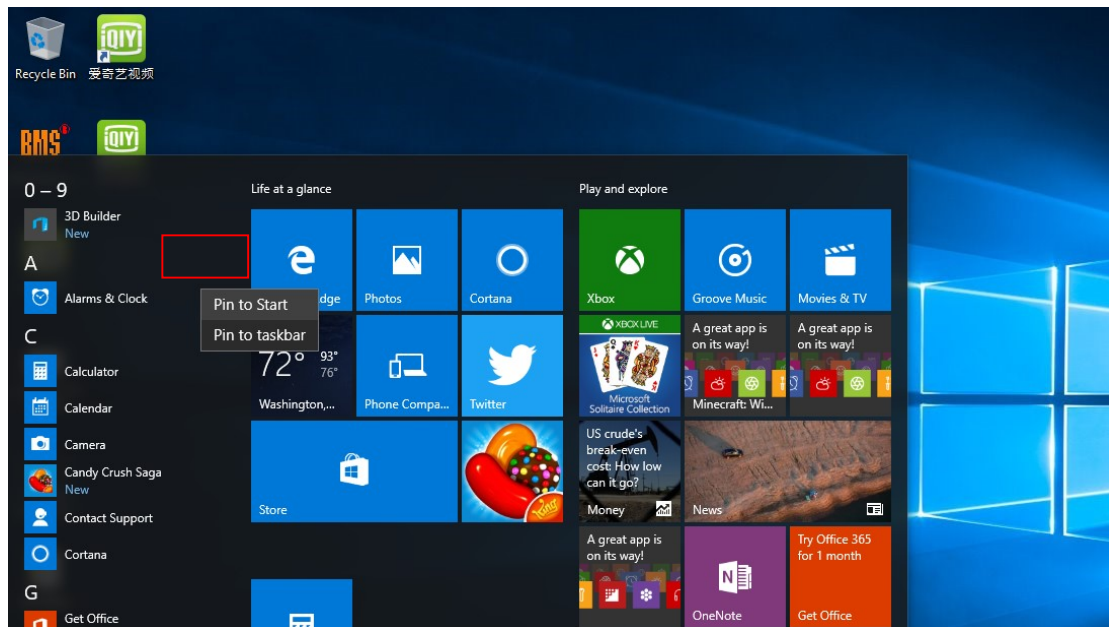 Recycle Bin
爱奇艺视频
iQIYI
BMS
iQIYI
0 – 9
3D Builder
New
A
Alarms & Clock
C
Calculator
Calendar
Camera
Candy Crush Saga
New
Contact Support
Cortana
G
Get Office
Pin to Start
Pin to taskbar
Life at a glance
dge
Photos
Cortana
72°
93°
76°
Washington,...
Phone Compa...
Twitter
Store
King
Play and explore
Xbox
Groove Music
Movies & TV
XBOX LIVE
Microsoft
Solitaire Collection
A great app is
on its way!
Minecraft: Wi...
A great app is
on its way!
US crude's
break-even
cost: How low
can it go?
Money
News
A great app is
on its way!
N
OneNote
Try Office 365
for 1 month
Get Office